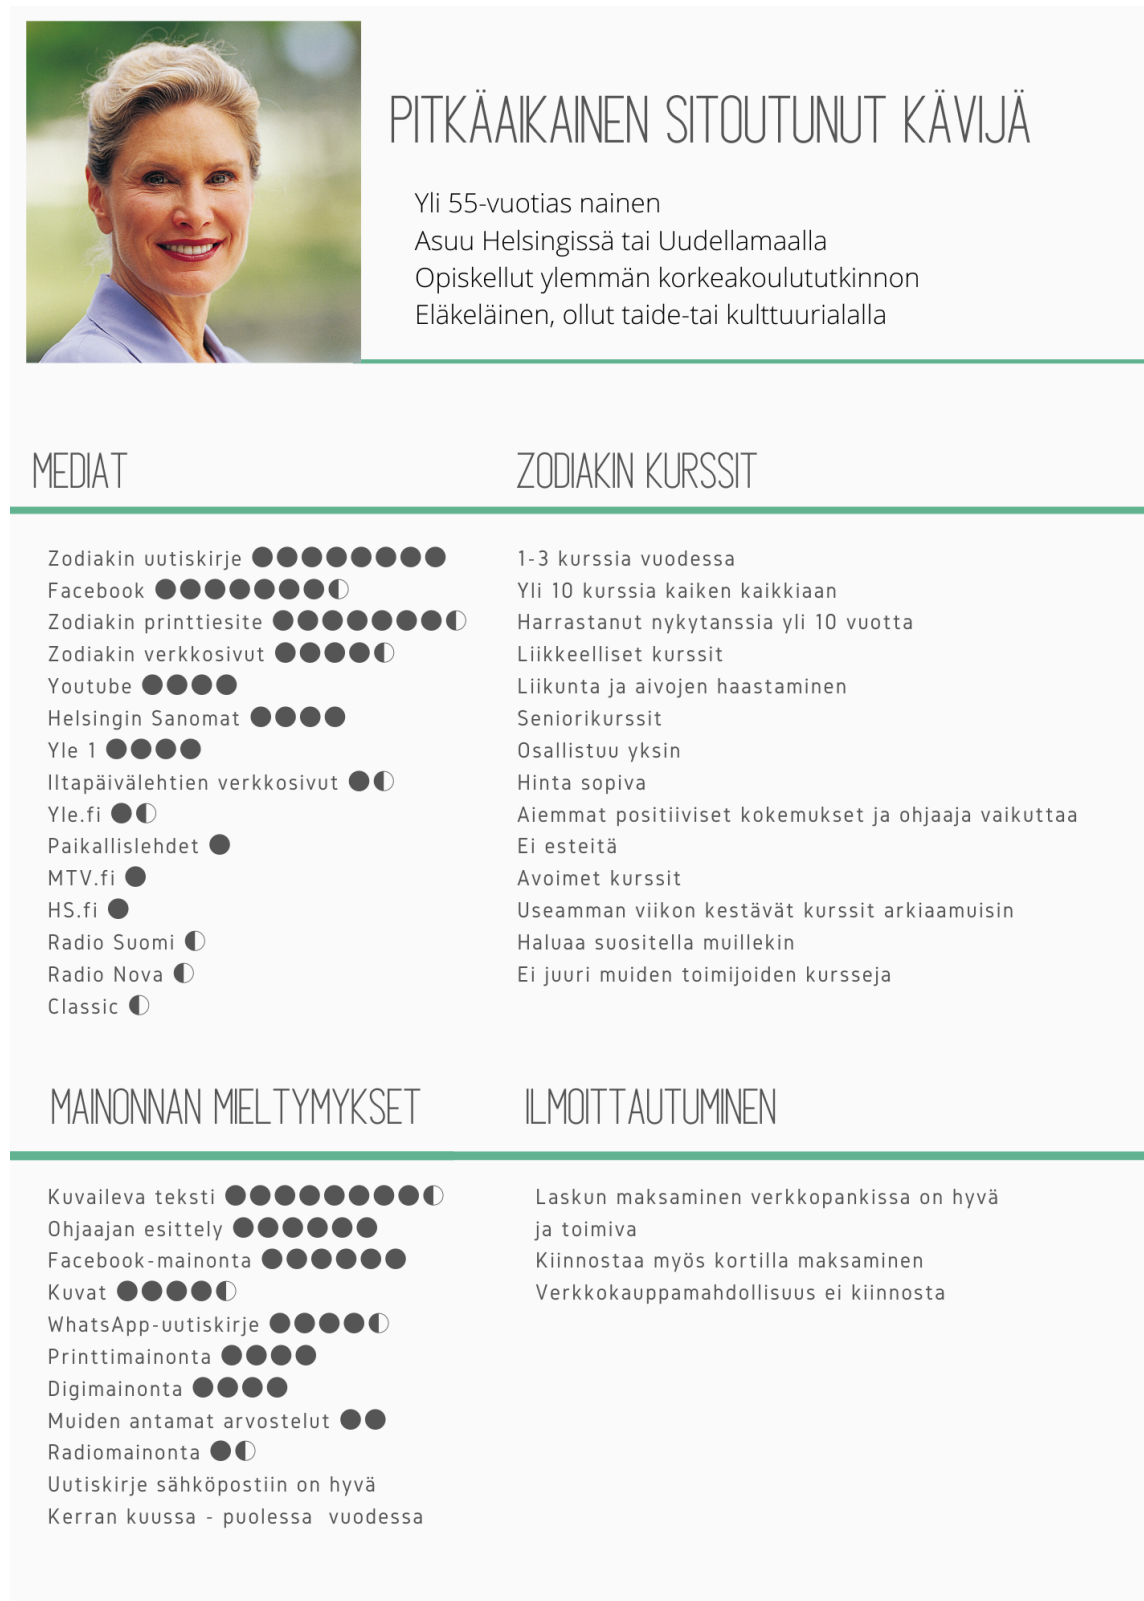 PITKÄAIKAINEN SITOUTUNUT KÄVIJÄ
Yli 55-vuotias nainen
Asuu Helsingissä tai Uudellamaalla
Opiskellut ylemmän korkeakoulututkinnon
Eläkeläinen, ollut taide-tai kulttuurialalla
MEDIAT
Zodiakin uutiskirje
Facebook
Zodiakin printtiesite
Zodiakin verkkosivut
Youtube
Helsingin Sanomat
Yle 1
Iltapäivälehtien verkkosivut
Yle.fi
Paikallislehdet
MTV.fi
HS.fi
Radio Suomi
Radio Nova
Classic
ZODIAKIN KURSSIT
1-3 kurssia vuodessa
Yli 10 kurssia kaiken kaikkiaan
Harrastanut nykytanssia yli 10 vuotta
Liikkeelliset kurssit
Liikunta ja aivojen haastaminen
Seniorikurssit
Osallistuu yksin
Hinta sopiva
Aiemmat positiiviset kokemukset ja ohjaaja vaikuttaa
Ei esteitä
Avoimet kurssit
Useamman viikon kestävät kurssit arkiaamuisin
Haluaa suositella muillekin
Ei juuri muiden toimijoiden kursseja
MAINONNAN MIELTYMYKSET
Kuvaileva teksti
Ohjaajan esittely
Facebook-mainonta
Kuvat
WhatsApp-uutiskirje
Printtimainonta
Digimainonta
Muiden antamat arvostelut
Radiomainonta
Uutiskirje sähköpostiin on hyvä
Kerran kuussa - puolessa vuodessa
ILMOITTAUTUMINEN
Laskun maksaminen verkkopankissa on hyvä
ja toimiva
Kiinnostaa myös kortilla maksaminen
Verkkokauppamahdollisuus ei kiinnosta